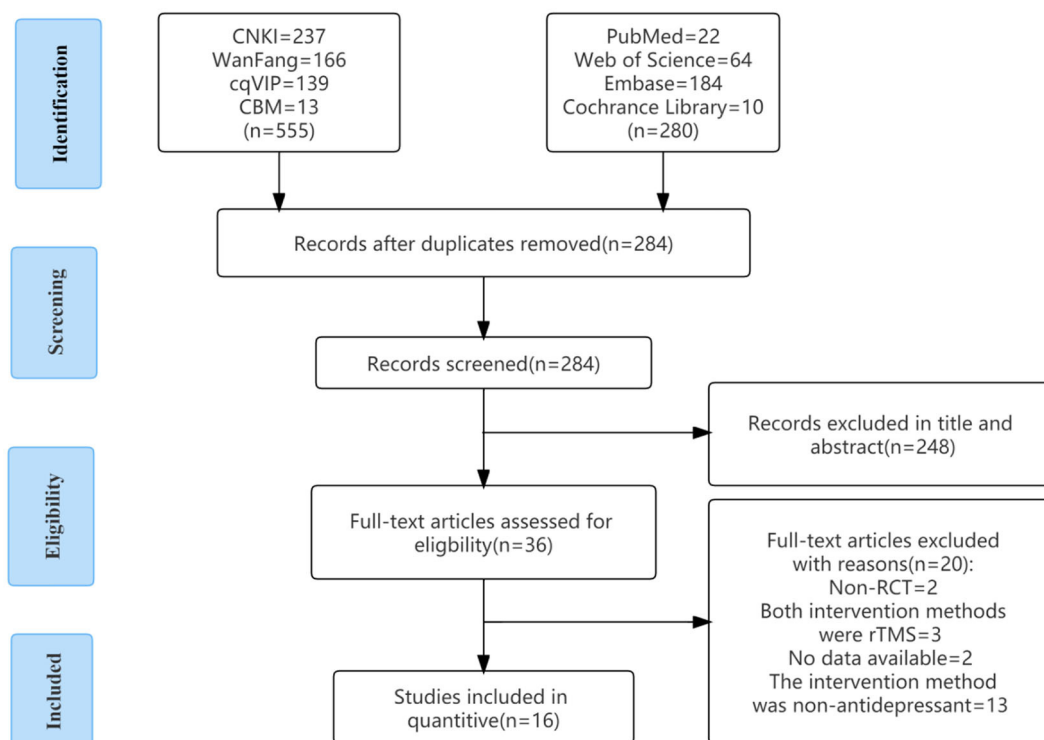 Identification
CNKI=237
WanFang=166
cqVIP=139
CBM=13
(n=555)
PubMed=22
Web of Science=64
Embase=184
Cochrance Library=10
(n=280)
Records after duplicates removed(n=284)
Screening
Records screened(n=284)
Records excluded in title and
abstract(n=248)
Eligibility
Full-text articles assessed for
eligbility(n=36)
Full-text articles excluded
with reasons(n=20):
Non-RCT=2
Both intervention methods
were rTMS=3
No data available=2
The intervention method
was non-antidepressant=13
Included
Studies included in
quantitive(n=16)